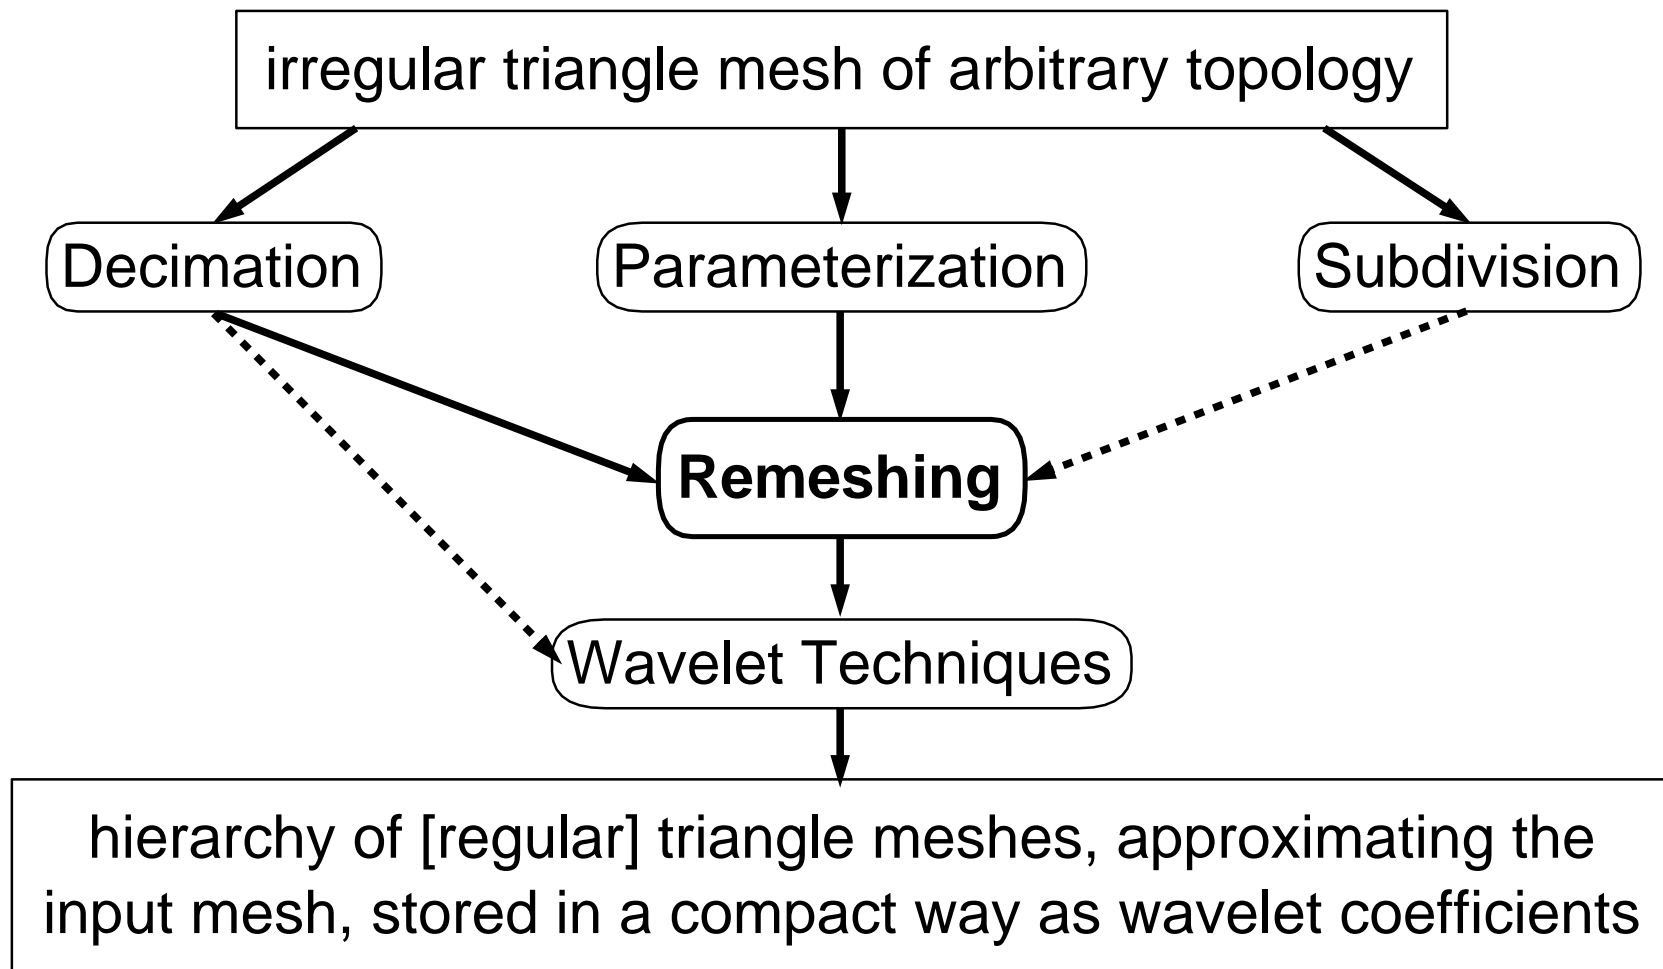 irregular triangle mesh of arbitrary topology
Decimation
Parameterization
Subdivision
Remeshing
Wavelet Techniques
hierarchy of [regular] triangle meshes, approximating the
input mesh, stored in a compact way as wavelet coefficients